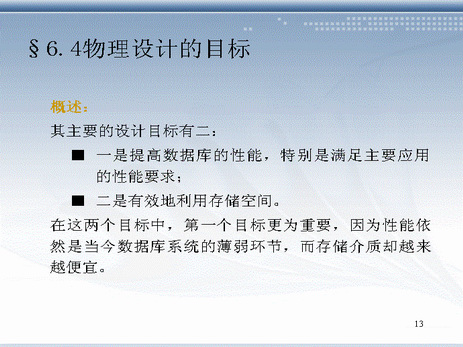 §6.4物理设计的目标
概述:
其主要的设计目标有二:
■ 一是提高数据库的性能，特别是满足主要应用
的性能要求;
■ 二是有效地利用存储空间。
在这两个目标中，第一个目标更为重要，因为性能依
然是当今数据库系统的薄弱环节，而存储介质却越来
越便宜。
13